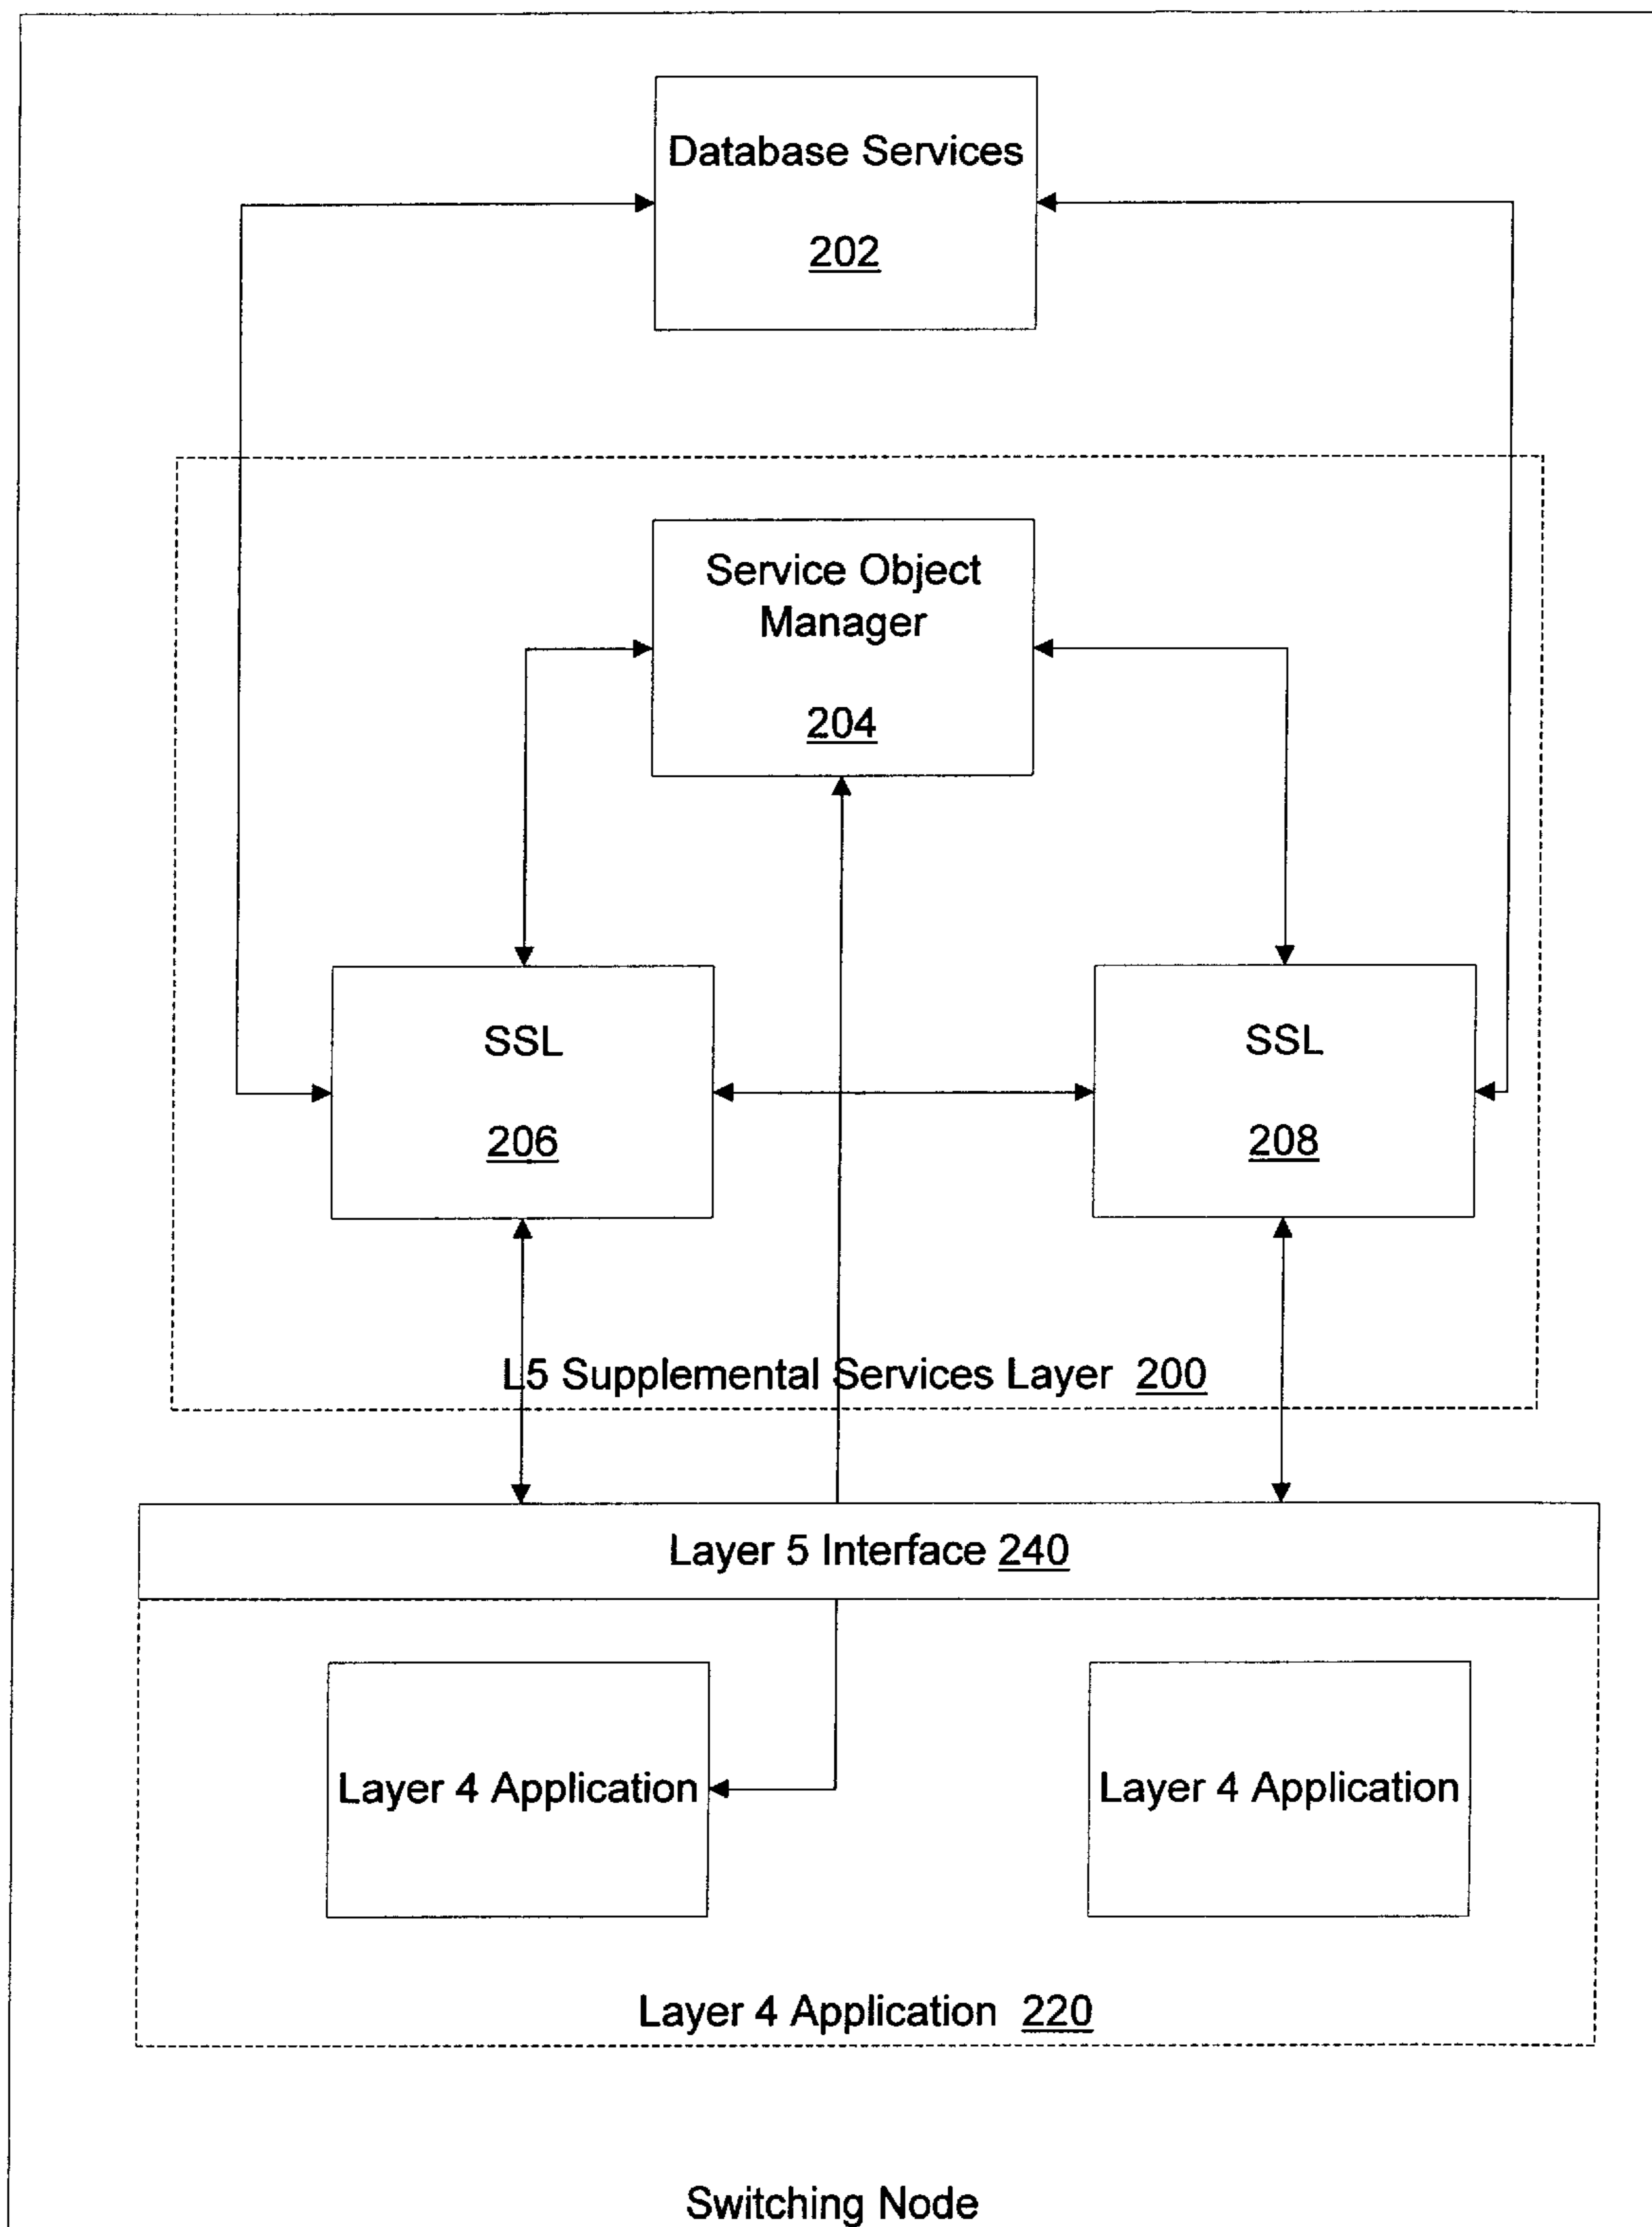 Database Services
202
Service Object
Manager
204
SSL
206
SSL
208
L5 Supplemental Services Layer 200
Layer 5 Interface 240
Layer 4 Application
Layer 4 Application
Layer 4 Application 220
Switching Node